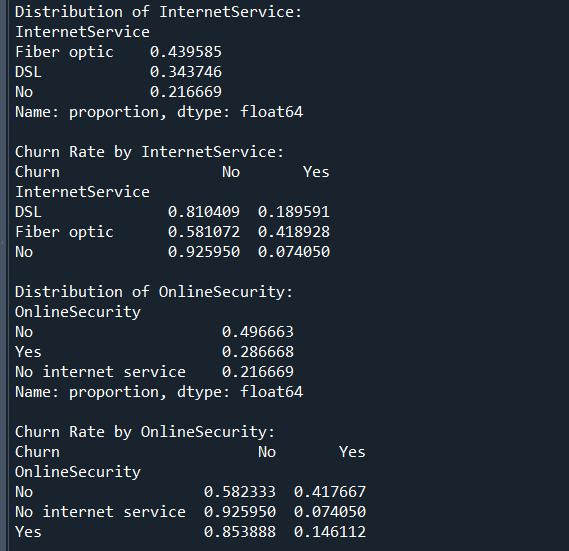 Distribution of InternetService:
InternetService
Fiber optic    0.439585
DSL            0.343746
No             0.216669
Name: proportion, dtype: float64

Churn Rate by InternetService:
Churn                  No       Yes
InternetService
DSL              0.810409  0.189591
Fiber optic      0.581072  0.418928
No               0.925950  0.074050

Distribution of OnlineSecurity:
OnlineSecurity
No                     0.496663
Yes                    0.286668
No internet service    0.216669
Name: proportion, dtype: float64

Churn Rate by OnlineSecurity:
Churn                      No       Yes
OnlineSecurity
No                   0.582333  0.417667
No internet service  0.925950  0.074050
Yes                  0.853888  0.146112